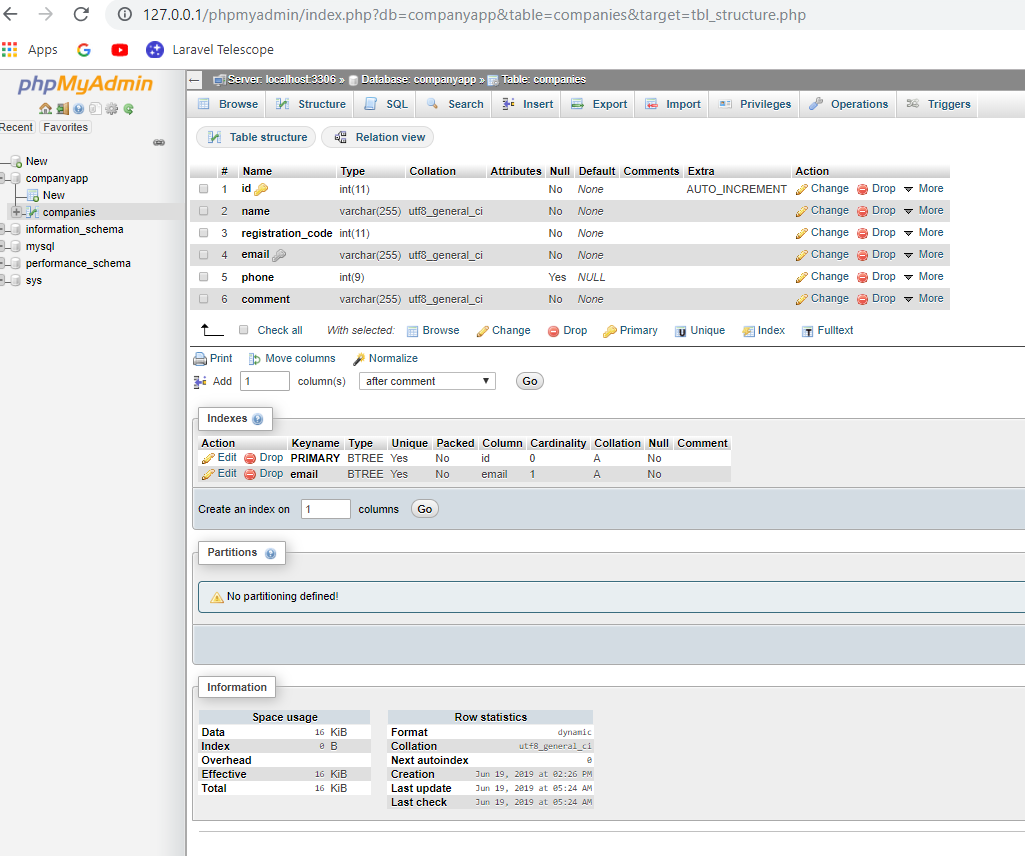 127.0.0.1/phpmyadmin/index.php?db=companyapp&table=companies&target=tbl_structure.php
Apps Laravel Telescope
phpMyAdmin
Recent Favorites
New
companyapp
New
companies
information_schema
mysql
performance_schema
sys
Server: localhost:3306 » Database: companyapp » Table: companies
Browse Structure SQL Search Insert Export Import Privileges Operations Triggers
Table structure Relation view
# Name Type Collation Attributes Null Default Comments Extra Action
1 id int(11) No None AUTO_INCREMENT Change Drop More
2 name varchar(255) utf8_general_ci No None Change Drop More
3 registration_code int(11) No None Change Drop More
4 email varchar(255) utf8_general_ci No None Change Drop More
5 phone int(9) Yes NULL Change Drop More
6 comment varchar(255) utf8_general_ci No None Change Drop More
Check all With selected: Browse Change Drop Primary Unique Index Fulltext
Print Move columns Normalize
Add 1 column(s) after comment Go
Indexes
Action Keyname Type Unique Packed Column Cardinality Collation Null Comment
Edit Drop PRIMARY BTREE Yes No id 0 A No
Edit Drop email BTREE Yes No email 1 A No
Create an index on 1 columns Go
Partitions
No partitioning defined!
Information
Space usage
Data 16 KiB
Index 0 B
Overhead
Effective 16 KiB
Total 16 KiB
Row statistics
Format dynamic
Collation utf8_general_ci
Next autoindex 0
Creation Jun 19, 2019 at 02:26 PM
Last update Jun 19, 2019 at 05:24 AM
Last check Jun 19, 2019 at 05:24 AM